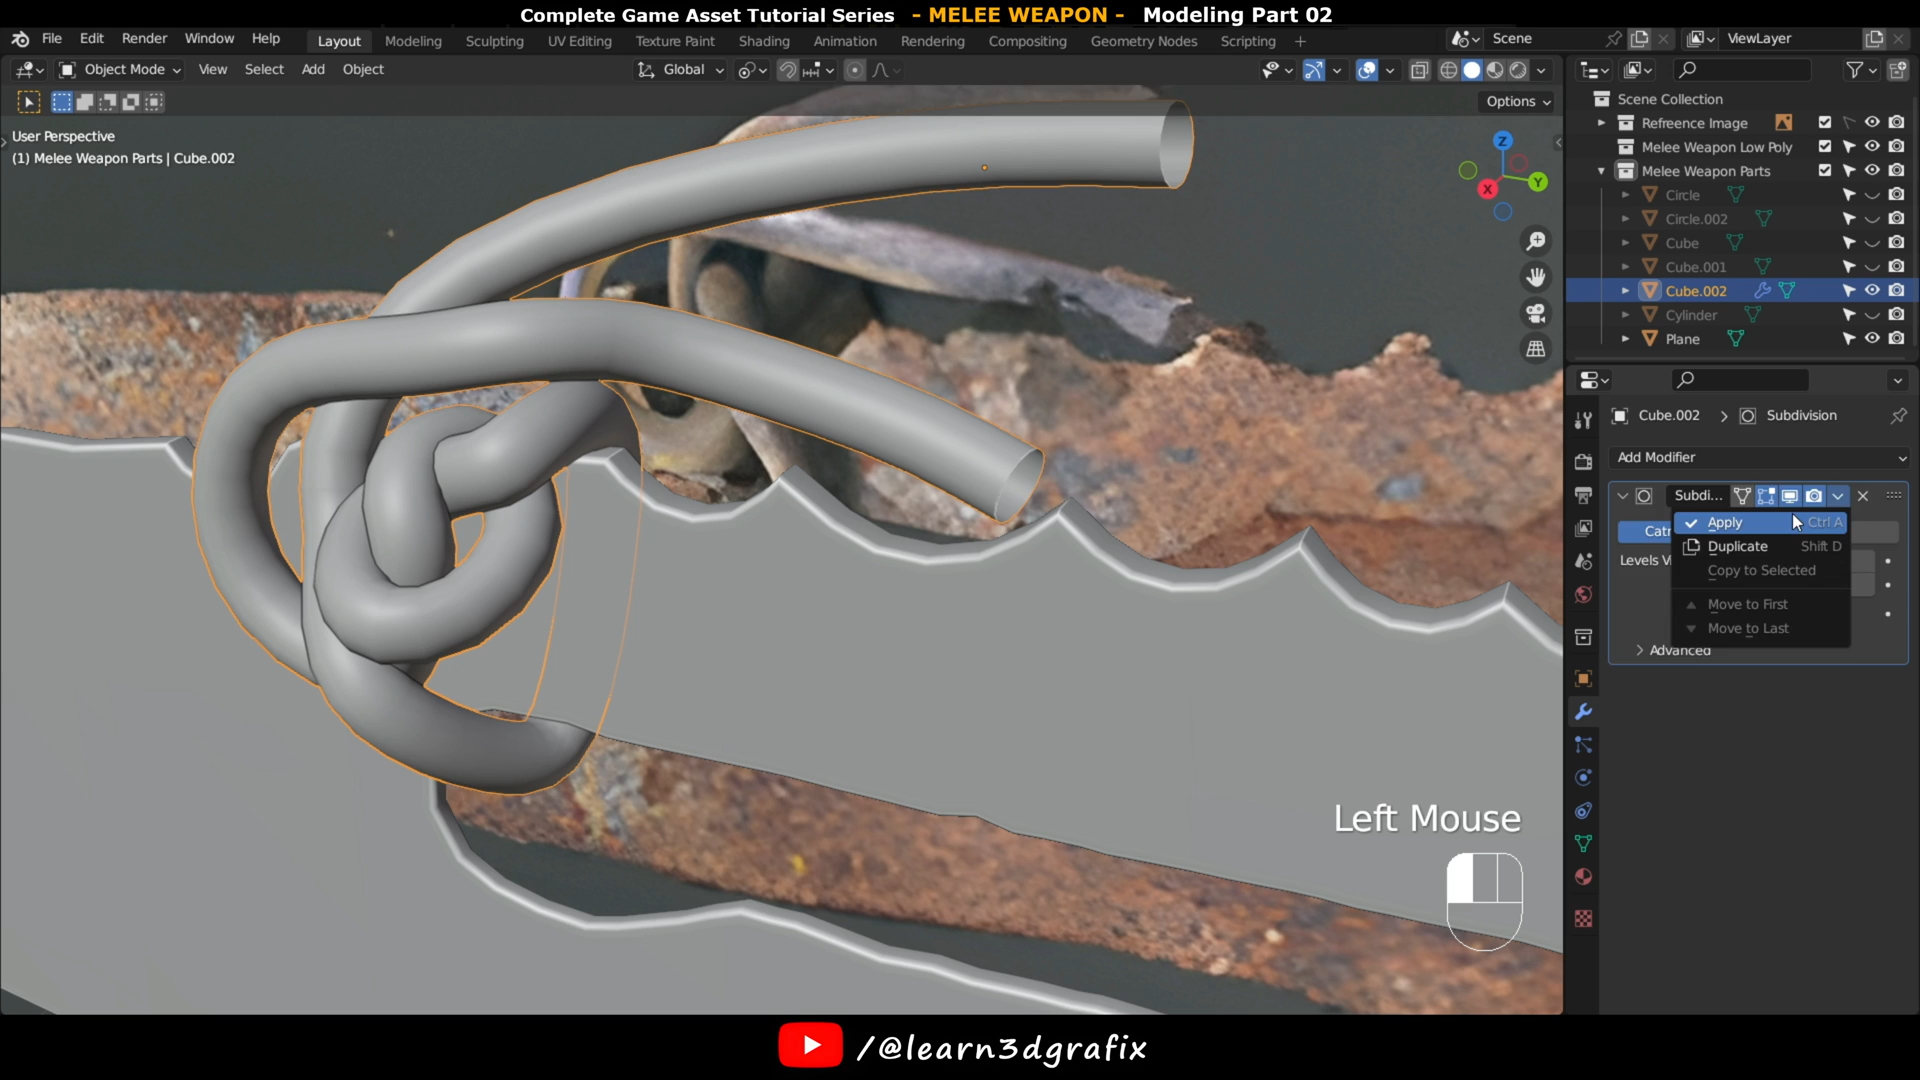 Complete Game Asset Tutorial Series - MELEE WEAPON - Modeling Part 02
File Edit Render Window Help Layout Modeling Sculpting UV Editing Texture Paint Shading Animation Rendering Compositing Geometry Nodes Scripting + Scene ViewLayer
Object Mode View Select Add Object Global
Options
User Perspective
(1) Melee Weapon Parts | Cube.002
Z
Y
X
Scene Collection
Refreence Image
Melee Weapon Low Poly
Melee Weapon Parts
Circle
Circle.002
Cube
Cube.001
Cube.002
Cylinder
Plane
Cube.002 > Subdivision
Add Modifier
Subdi...
Apply Ctrl A
Catr
Duplicate Shift D
Levels V
Copy to Selected
Move to First
Move to Last
Advanced
Left Mouse
/@learn3dgrafix